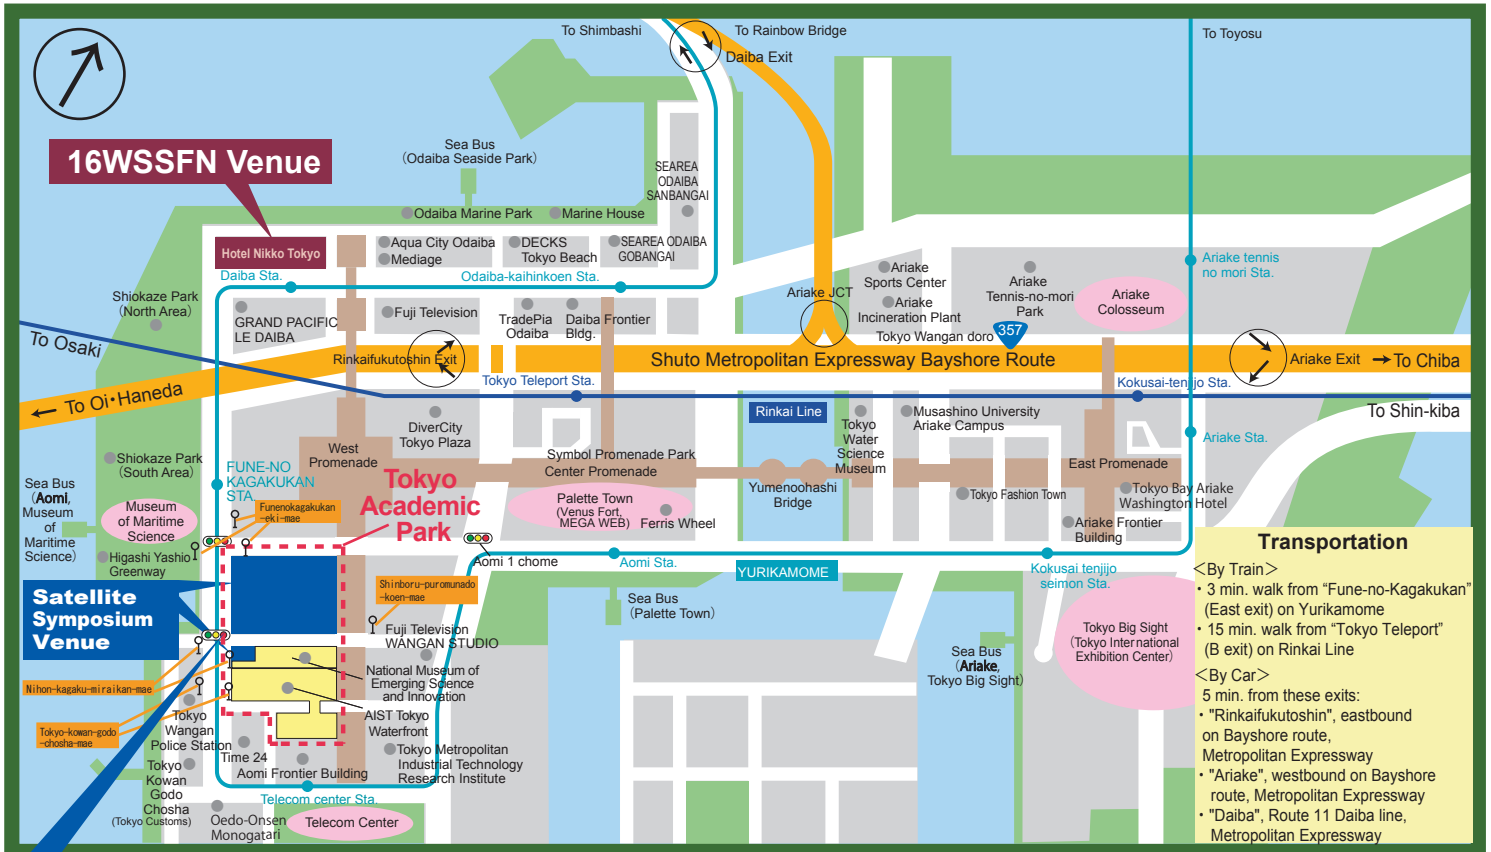 To Shimbashi
To Rainbow Bridge
Daiba Exit
To Toyosu
16WSSFN Venue
Sea Bus
(Odaiba Seaside Park)
SEAREA
ODAIBA
SANBANGAI
Odaiba Marine Park
Marine House
Hotel Nikko Tokyo
Aqua City Odaiba
Mediage
DECKS
Tokyo Beach
SEAREA ODAIBA
GOBANGAI
Daiba Sta.
Odaiba-kaihinkoen Sta.
Ariake tennis
no mori Sta.
Shiokaze Park
(North Area)
GRAND PACIFIC
LE DAIBA
Fuji Television
TradePia
Odaiba
Daiba Frontier
Bldg.
Ariake JCT
Ariake
Sports Center
Ariake
Incineration Plant
Ariake
Tennis-no-mori
Park
Ariake
Colosseum
Tokyo Wangan doro
357
To Osaki
Rinkaifukutoshin Exit
Shuto Metropolitan Expressway Bayshore Route
Ariake Exit
To Chiba
To Oi・Haneda
Tokyo Teleport Sta.
Kokusai-tenjijo Sta.
Rinkai Line
To Shin-kiba
DiverCity
Tokyo Plaza
Tokyo
Water
Science
Museum
Musashino University
Ariake Campus
Ariake Sta.
West
Promenade
Symbol Promenade Park
Center Promenade
East Promenade
Shiokaze Park
(South Area)
FUNE-NO
KAGAKUKAN
STA.
Tokyo
Academic
Park
Yumenoohashi
Bridge
Sea Bus
(Aomi,
Museum
of
Maritime
Science)
Museum
of Maritime
Science
Funenokagakukan
-eki-mae
Palette Town
(Venus Fort,
MEGA WEB)
Ferris Wheel
Tokyo Fashion Town
Tokyo Bay Ariake
Washington Hotel
Ariake Frontier
Building
Higashi Yashio
Greenway
Aomi 1 chome
Aomi Sta.
YURIKAMOME
Kokusai tenjijo
seimon Sta.
Satellite
Symposium
Venue
Shinboru-puromunado
-koen-mae
Sea Bus
(Palette Town)
Fuji Television
WANGAN STUDIO
Sea Bus
(Ariake,
Tokyo Big Sight)
Tokyo Big Sight
(Tokyo International
Exhibition Center)
Nihon-kagaku-miraikan-mae
National Museum of
Emerging Science
and Innovation
Tokyo-kowan-godo
-chosha-mae
Tokyo
Wangan
Police Station
AIST Tokyo
Waterfront
Time 24
Aomi Frontier Building
Tokyo Metropolitan
Industrial Technology
Research Institute
Tokyo
Kowan
Godo
Chosha
(Tokyo Customs)
Telecom center Sta.
Oedo-Onsen
Monogatari
Telecom Center
Transportation
<By Train>
・3 min. walk from “Fune-no-Kagakukan”
(East exit) on Yurikamome
・15 min. walk from “Tokyo Teleport”
(B exit) on Rinkai Line
<By Car>
5 min. from these exits:
・"Rinkaifukutoshin", eastbound
on Bayshore route,
Metropolitan Expressway
・"Ariake", westbound on Bayshore
route, Metropolitan Expressway
・"Daiba", Route 11 Daiba line,
Metropolitan Expressway